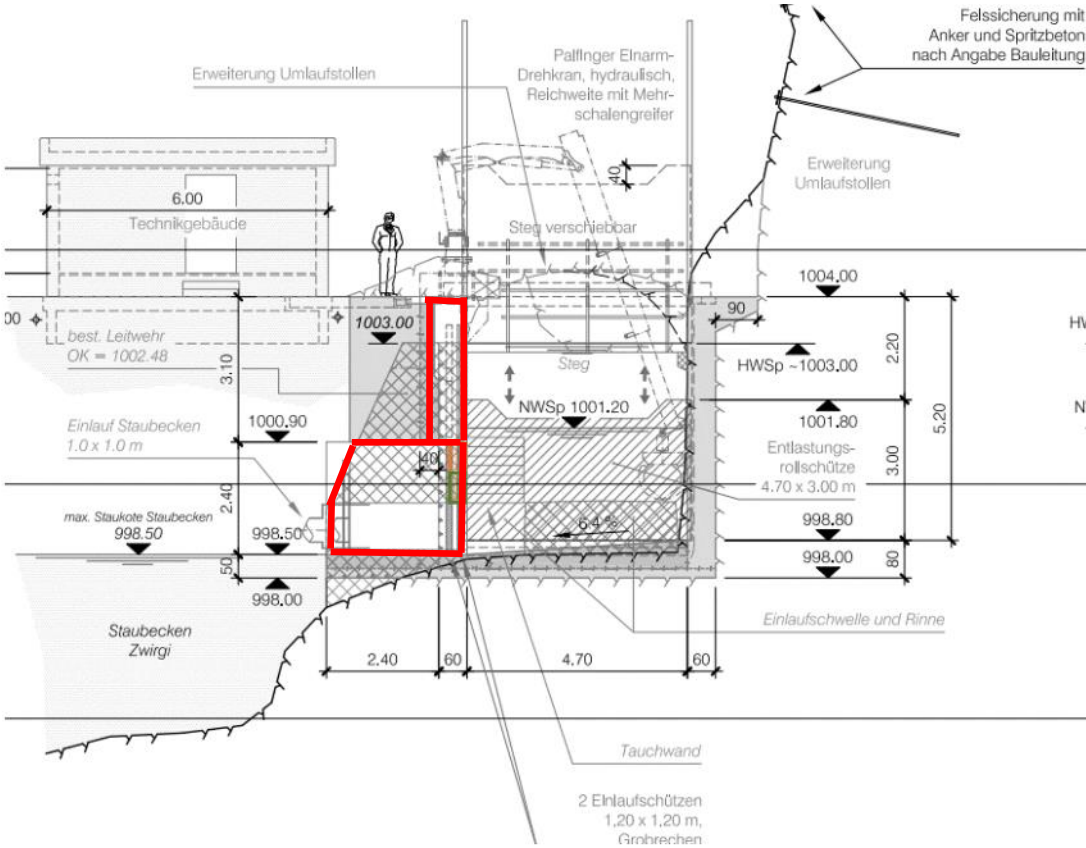 Felssicherung mit
Anker und Spritzbeton
nach Angabe Bauleitung
Palfinger Einarm-
Drehkran, hydraulisch,
Reichweite mit Mehr-
schalengreifer
Erweiterung Umlaufstollen
Erweiterung
Umlaufstollen
40
6.00
Technikgebäude
Steg verschiebbar
1004.00
90
00
1003.00
best. Leitwehr
OK = 1002.48
3.10
Steg
HWSp ~1003.00
2.20
HW
NWSp 1001.20
1001.80
5.20
N
Einlauf Staubecken
1.0 x 1.0 m
1000.90
40
Entlastungs-
rollschütze
4.70 x 3.00 m
3.00
2.40
max. Staukote Staubecken
998.50
998.50
6.4 %
998.80
50
998.00
998.00
80
Einlaufschwelle und Rinne
Staubecken
Zwirgi
2.40
60
4.70
60
Tauchwand
2 Einlaufschützen
1,20 x 1,20 m,
Grobrechen